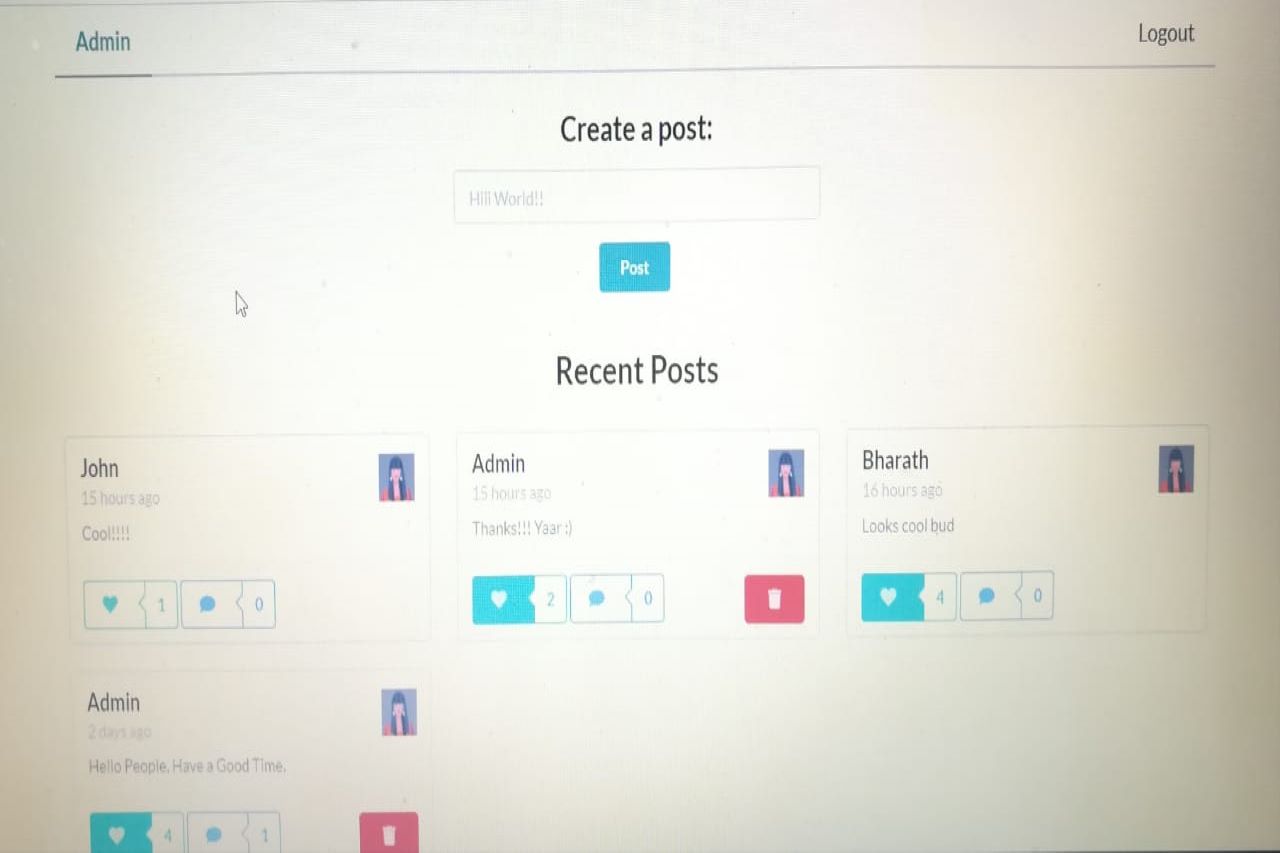 Admin
Logout
Create a post:
Hiii World!!
Post
Recent Posts
John
15 hours ago
Cool!!!!
1
0
Admin
15 hours ago
Thanks!!! Yaar :)
2
0
Bharath
16 hours ago
Looks cool bud
4
0
Admin
2 days ago
Hello People, Have a Good Time.
4
1